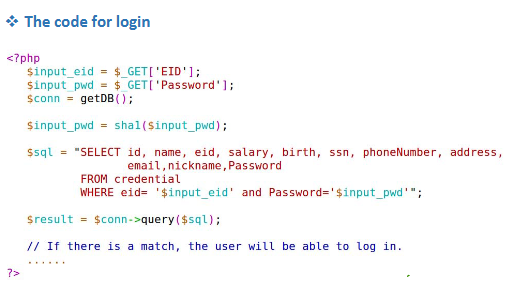 ❖ The code for login
<?php
$input_eid = $_GET['EID'];
$input_pwd = $_GET['Password'];
$conn = getDB();
$input_pwd = sha1($input_pwd);
$sql = "SELECT id, name, eid, salary, birth, ssn, phoneNumber, address,
email,nickname,Password
FROM credential
WHERE eid= '$input_eid' and Password='$input_pwd'";
$result = $conn->query($sql);
// If there is a match, the user will be able to log in.
......
?>